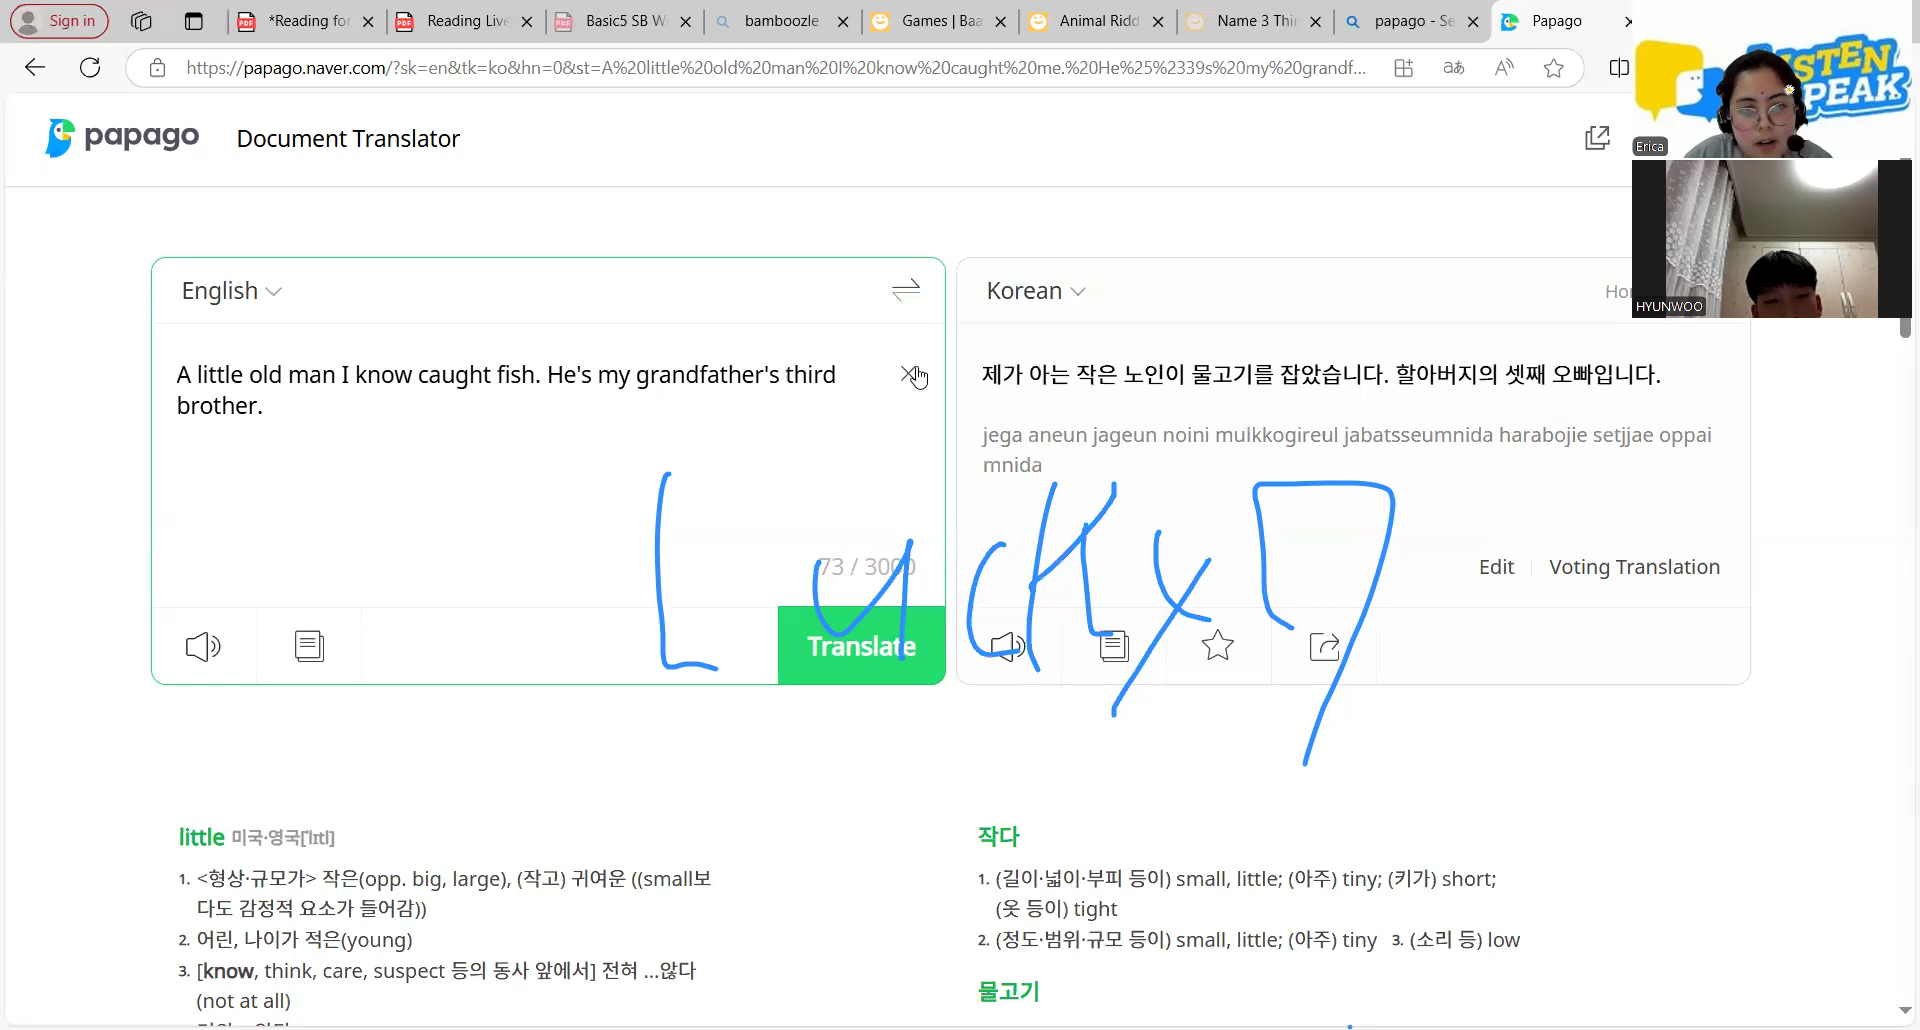 Sign in
*Reading for
Reading Live
Basic5 SB W
bamboozle
Games | Baa
Animal Ridd
Name 3 Thi
papago - Se
Papago
https://papago.naver.com/?sk=en&tk=ko&hn=0&st=A%20little%20old%20man%20I%20know%20caught%20me.%20He%25%2339s%20my%20grandf...
LISTEN
SPEAK
Erica
HYUNWOO
papago
Document Translator
English
Korean
Hon
A little old man I know caught fish. He's my grandfather's third
brother.
제가 아는 작은 노인이 물고기를 잡았습니다. 할아버지의 셋째 오빠입니다.
jega aneun jageun noini mulkkogireul jabatsseumnida harabojie setjjae oppai
mnida
73 / 3000
Edit
Voting Translation
Lucky 7
Translate
little 미국·영국['lɪtl]
1. <형상·규모가> 작은(opp. big, large), (작고) 귀여운 ((small보
다도 감정적 요소가 들어감))
2. 어린, 나이가 적은(young)
3. [know, think, care, suspect 등의 동사 앞에서] 전혀 ...않다
(not at all)
작다
1. (길이·넓이·부피 등이) small, little; (아주) tiny; (키가) short;
(옷 등이) tight
2. (정도·범위·규모 등이) small, little; (아주) tiny 3. (소리 등) low
물고기